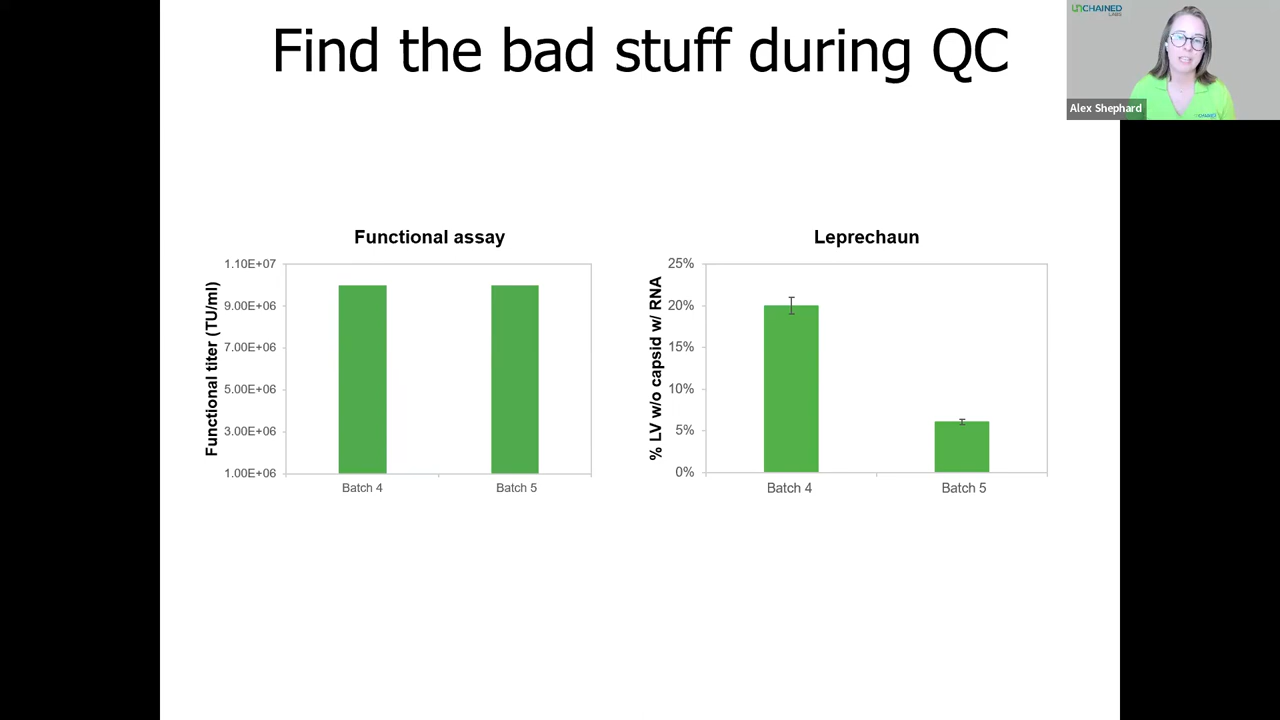 Find the bad stuff during QC
UNCHAINED
LABS
Alex Shephard
Functional assay
Functional titer (TU/ml)
1.10E+07
9.00E+06
7.00E+06
5.00E+06
3.00E+06
1.00E+06
Batch 4
Batch 5
Leprechaun
% LV w/o capsid w/ RNA
25%
20%
15%
10%
5%
0%
Batch 4
Batch 5